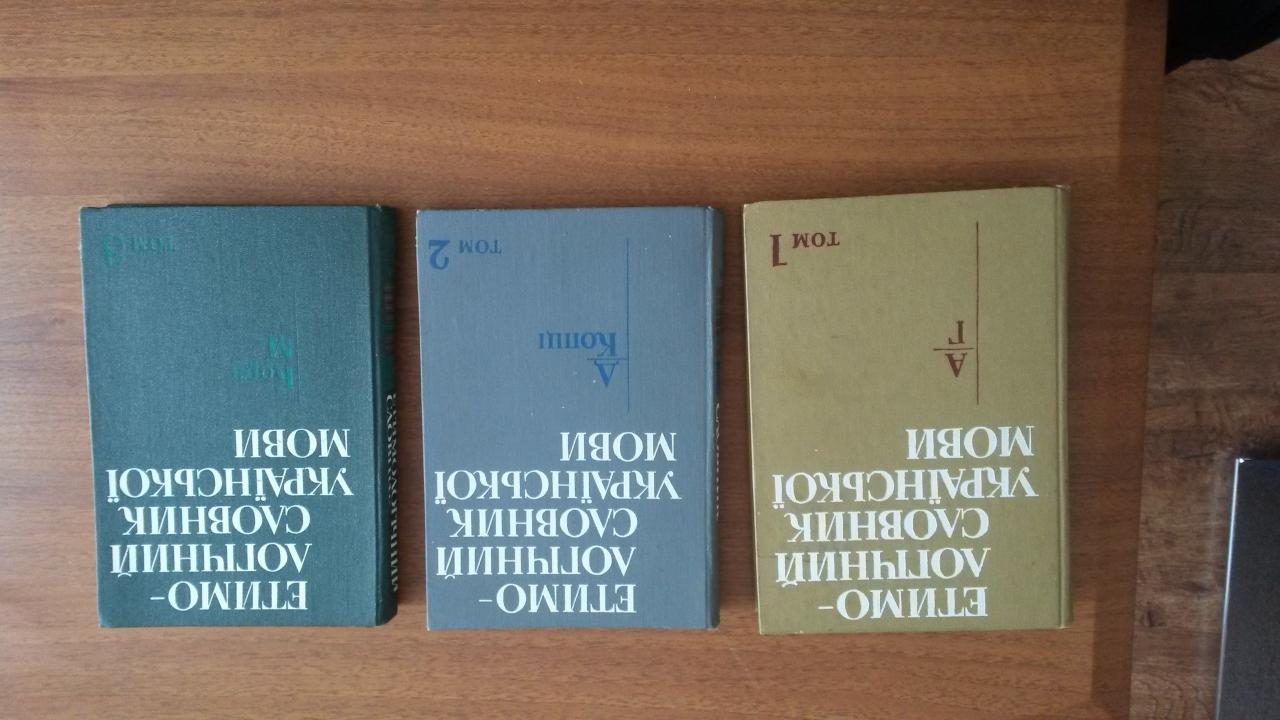 ЕТИМО-
ЛОГІЧНИЙ
СЛОВНИК
УКРАЇНСЬКОЇ
МОВИ
А
Г
ТОМ 1
ЕТИМО-
ЛОГІЧНИЙ
СЛОВНИК
УКРАЇНСЬКОЇ
МОВИ
Д
Копці
ТОМ 2
ЕТИМО-
ЛОГІЧНИЙ
СЛОВНИК
УКРАЇНСЬКОЇ
МОВИ
Кора
М
ТОМ 3